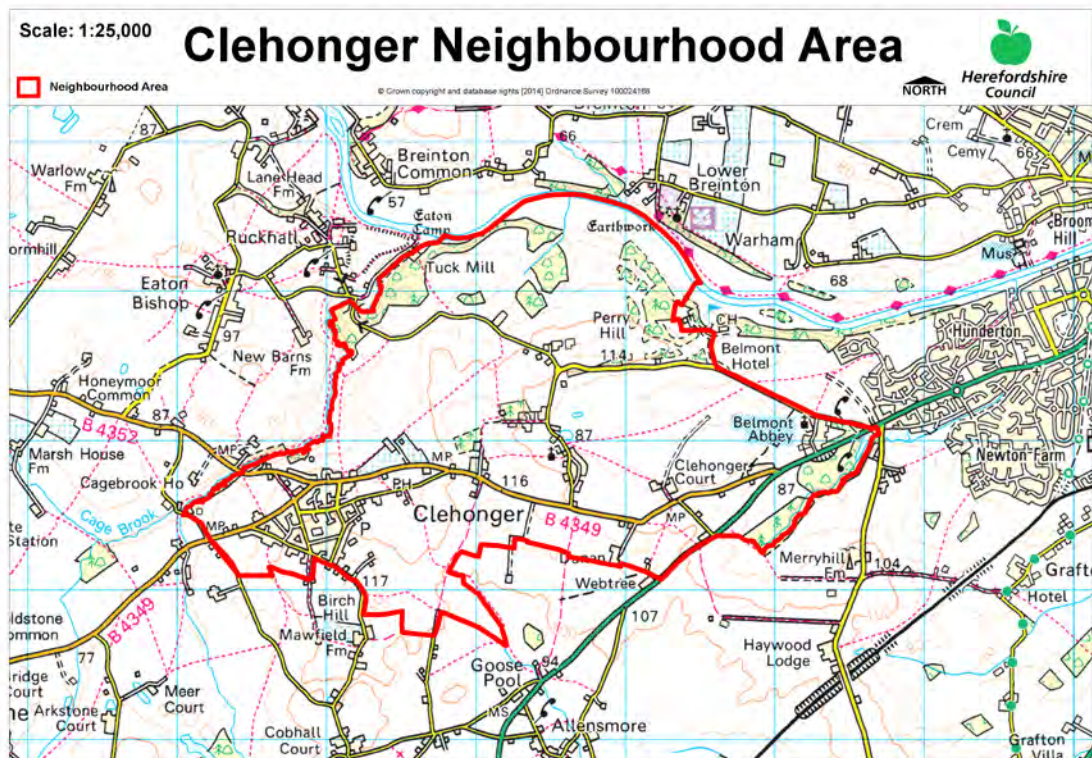 Scale: 1:25,000
Clehonger Neighbourhood Area
Neighbourhood Area
© Crown copyright and database rights [2014] Ordnance Survey 100024168
NORTH
Herefordshire
Council
87
Warlow
Fm
Lane Head
Fm
57
Breinton
Common
66
Lower
Breinton
Crem
Cemy
66
Ruckhall
Eaton
Camp
Earthwork
Warham
Broom
Hill
Mus
Eaton
Bishop
Tuck Mill
68
97
New Barns
Fm
Perry
Hill
CH
114
Belmont
Hotel
Hunderton
Honeymoor
Common
87
B 4352
Marsh House
Fm
MP
Cagebrook Ho
MP
PH
116
87
Belmont
Abbey
Clehonger
Court
87
Newton Farm
Cage Brook
MP
Station
Clehonger
B 4349
MP
P
Webtree
Merryhill
Fm
104
117
Birch
Hill
107
Grafton
Hotel
B 4349
Common
Mawfield
Fm
Haywood
Lodge
77
Court
Goose
Pool
94
Meer
Court
Arkstone
Court
MS
Allensmore
Cobhall
Court
Grafton
Villa